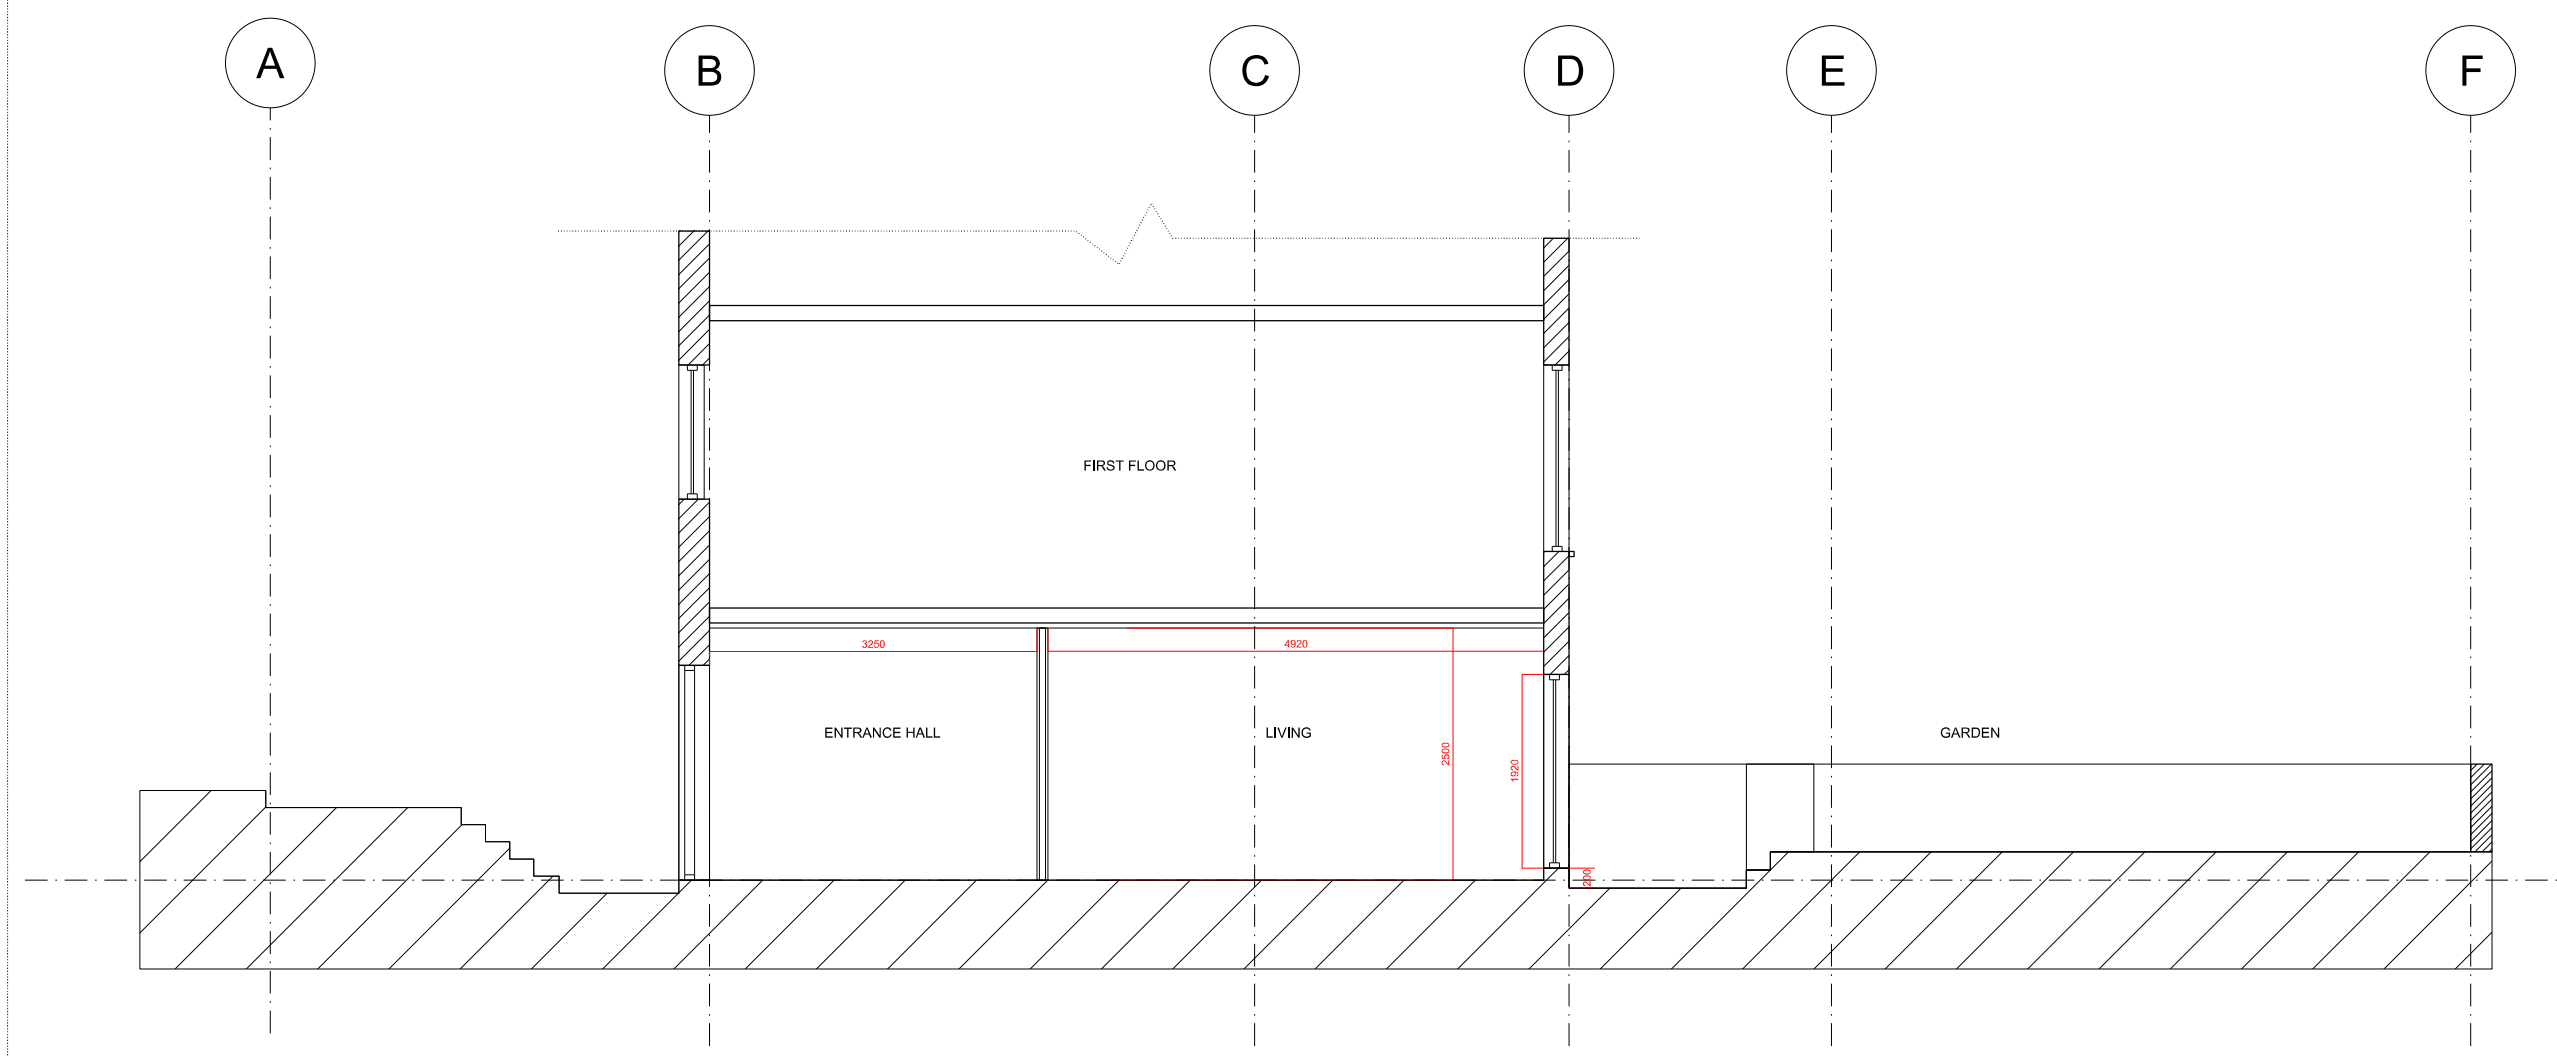 A B C D E F
FIRST FLOOR
3250 4920
ENTRANCE HALL LIVING GARDEN
2500 1920
200